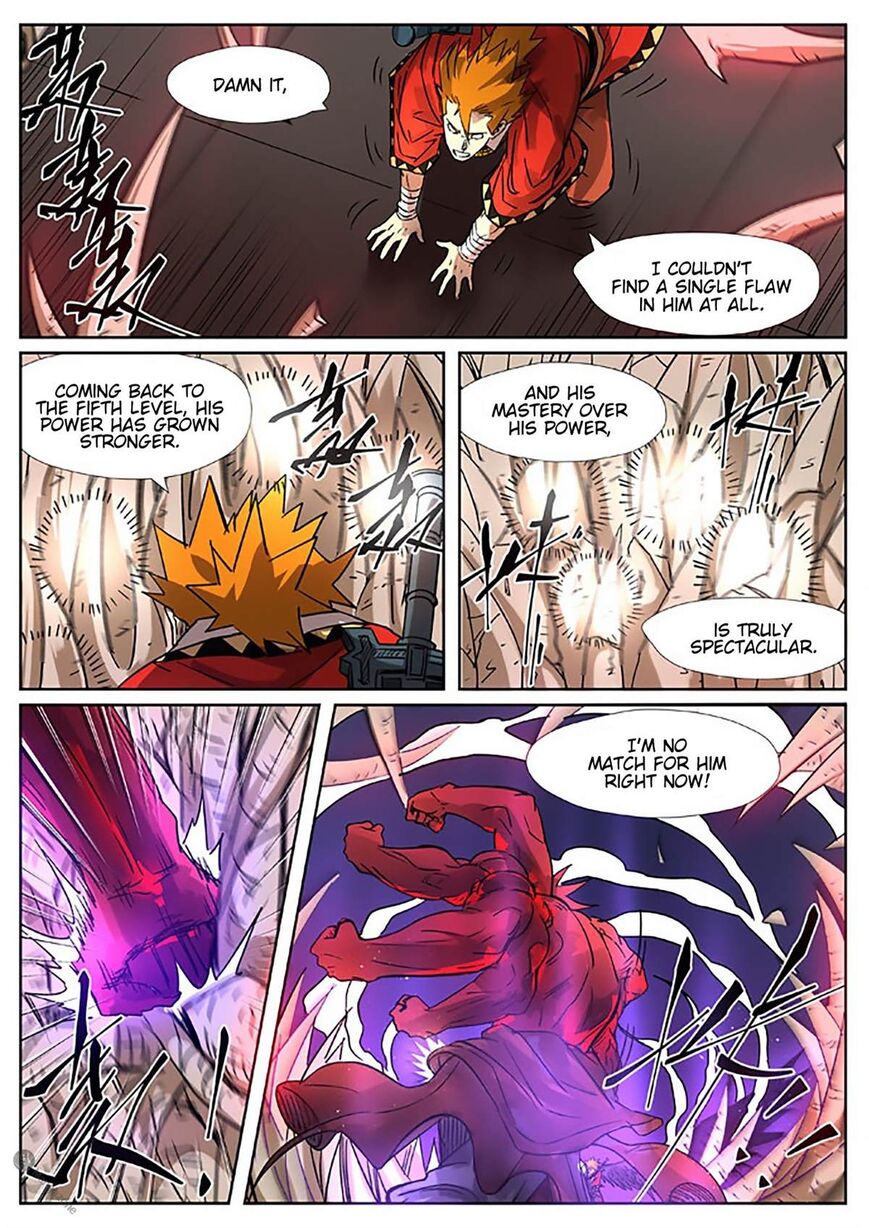 DAMN IT,
I COULDN'T
FIND A SINGLE FLAW
IN HIM AT ALL.
COMING BACK TO
THE FIFTH LEVEL, HIS
POWER HAS GROWN
STRONGER.
AND HIS
MASTERY OVER
HIS POWER,
IS TRULY
SPECTACULAR.
I'M NO
MATCH FOR HIM
RIGHT NOW!